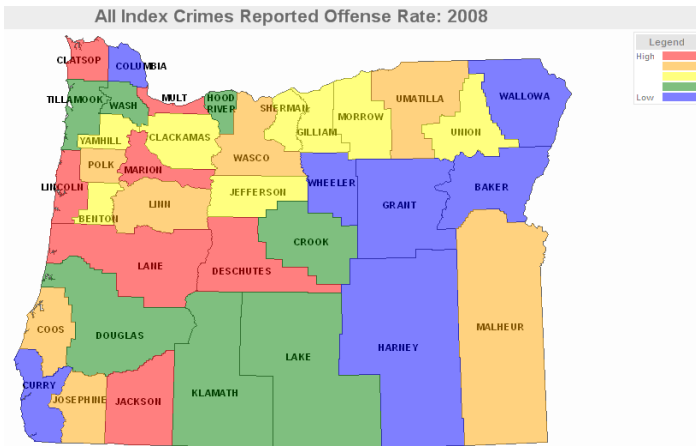 All Index Crimes Reported Offense Rate: 2008
Legend
High
Low
CLATSOP
COLUMBIA
TILLAMOOK
WASH
MULT
HOOD
RIVER
SHERMAN
GILLIAM
MORROW
UMATILLA
WALLOWA
UNION
YAMHILL
CLACKAMAS
WASCO
POLK
MARION
LINCOLN
BENTON
LINN
JEFFERSON
WHEELER
GRANT
BAKER
CROOK
LANE
DESCHUTES
COOS
DOUGLAS
LAKE
HARNEY
MALHEUR
CURRY
JOSEPHINE
JACKSON
KLAMATH